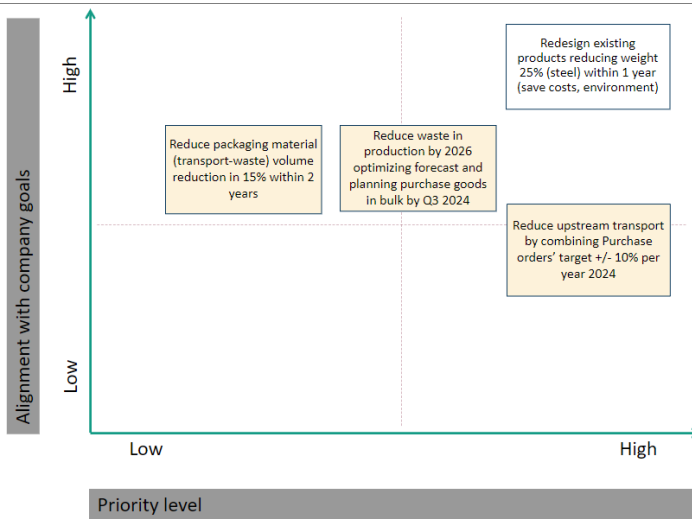 Alignment with company goals
High
Low
Redesign existing
products reducing weight
25% (steel) within 1 year
(save costs, environment)
Reduce packaging material
(transport-waste) volume
reduction in 15% within 2
years
Reduce waste in
production by 2026
optimizing forecast and
planning purchase goods
in bulk by Q3 2024
Reduce upstream transport
by combining Purchase
orders’ target +/- 10% per
year 2024
Low
High
Priority level